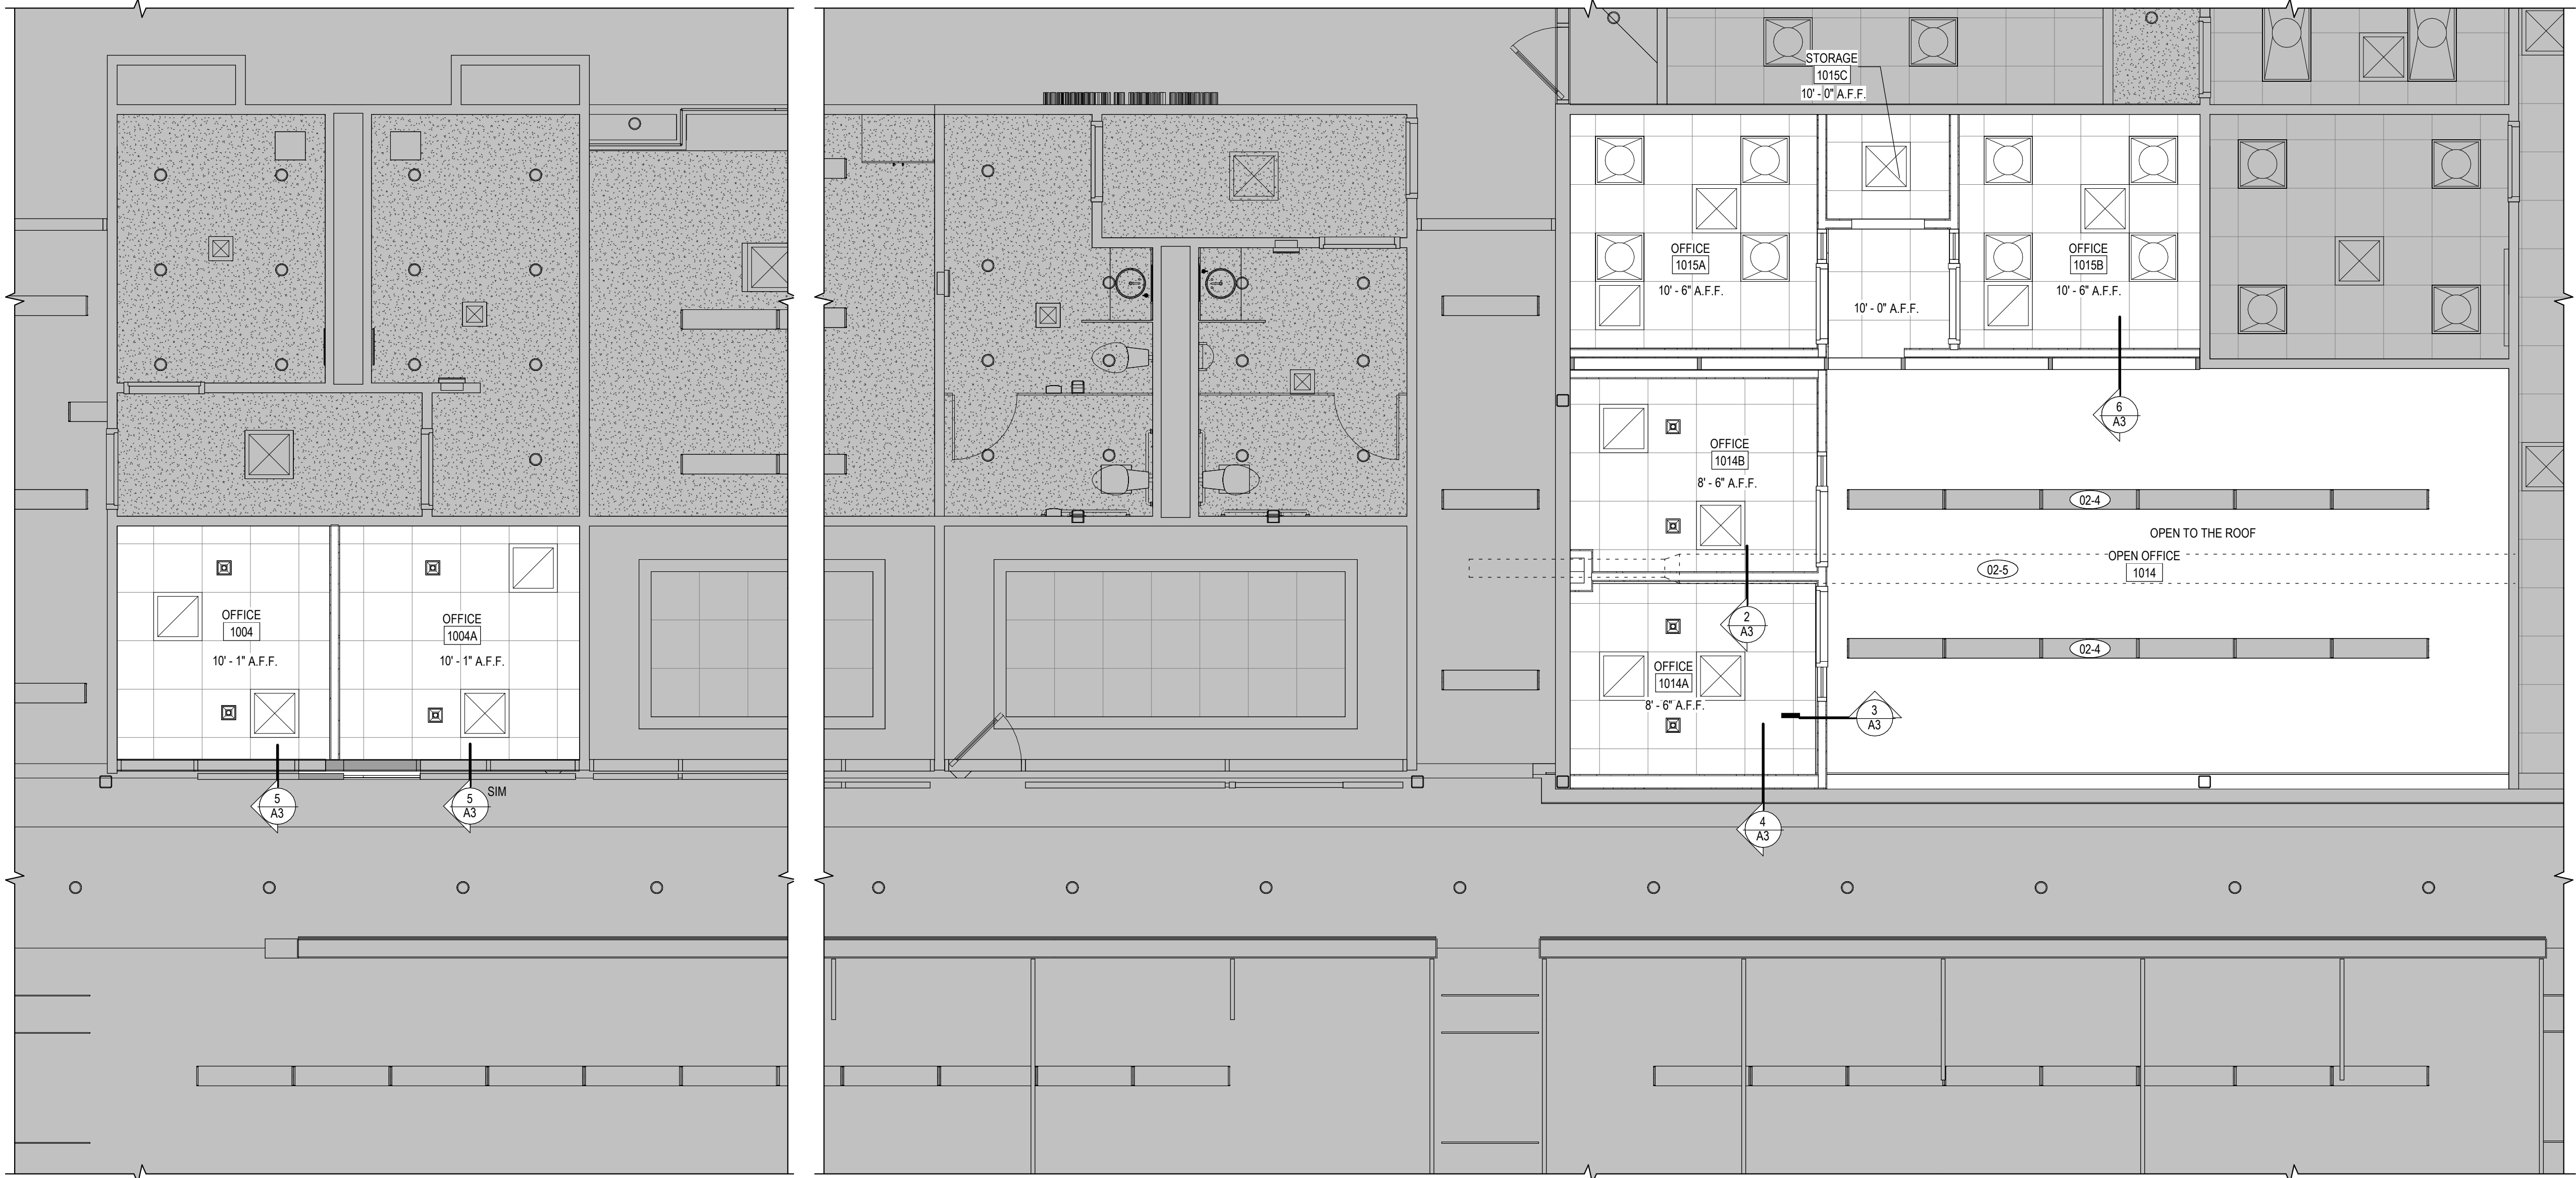 STORAGE
1015C
10' - 0" A.F.F.
OFFICE
1015A
10' - 6" A.F.F.
10' - 0" A.F.F.
OFFICE
1015B
10' - 6" A.F.F.
6
A3
OFFICE
1014B
8' - 6" A.F.F.
02-4
OPEN TO THE ROOF
OPEN OFFICE
1014
02-5
2
A3
02-4
OFFICE
1014A
8' - 6" A.F.F.
3
A3
4
A3
OFFICE
1004
10' - 1" A.F.F.
OFFICE
1004A
10' - 1" A.F.F.
5
A3
5
A3
SIM